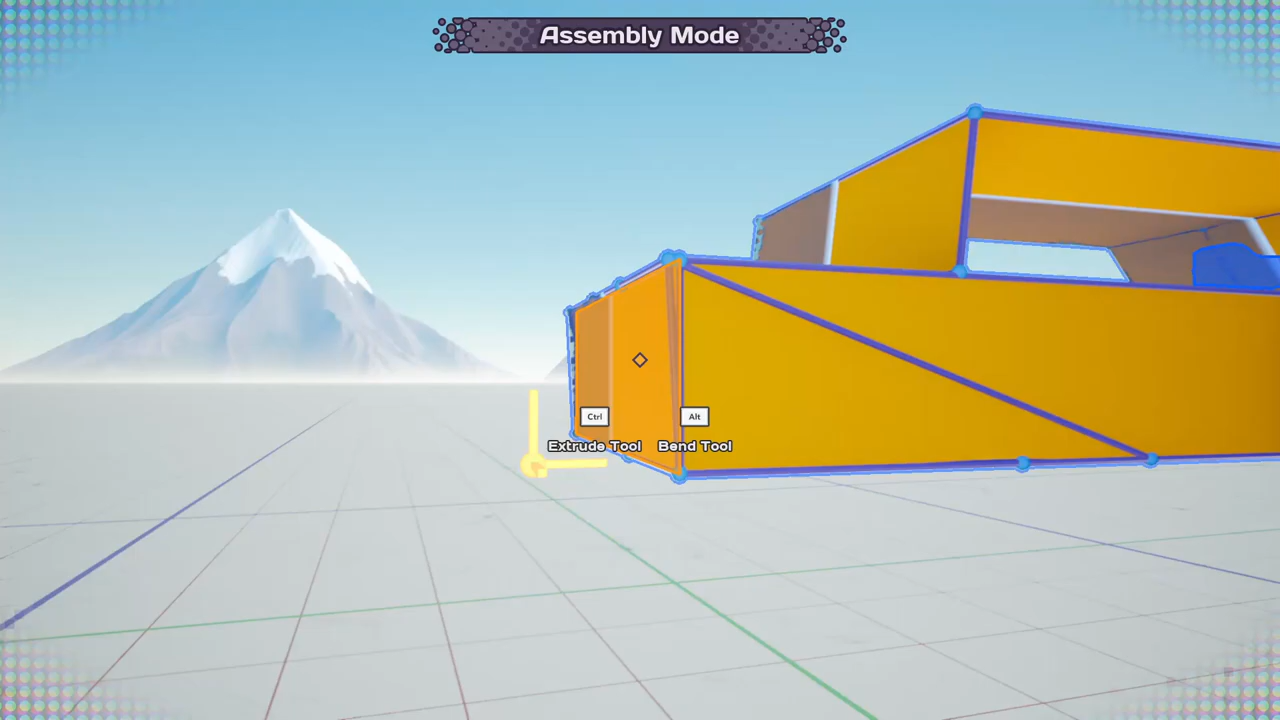 Assembly Mode
Ctrl
Alt
Extrude Tool
Bend Tool